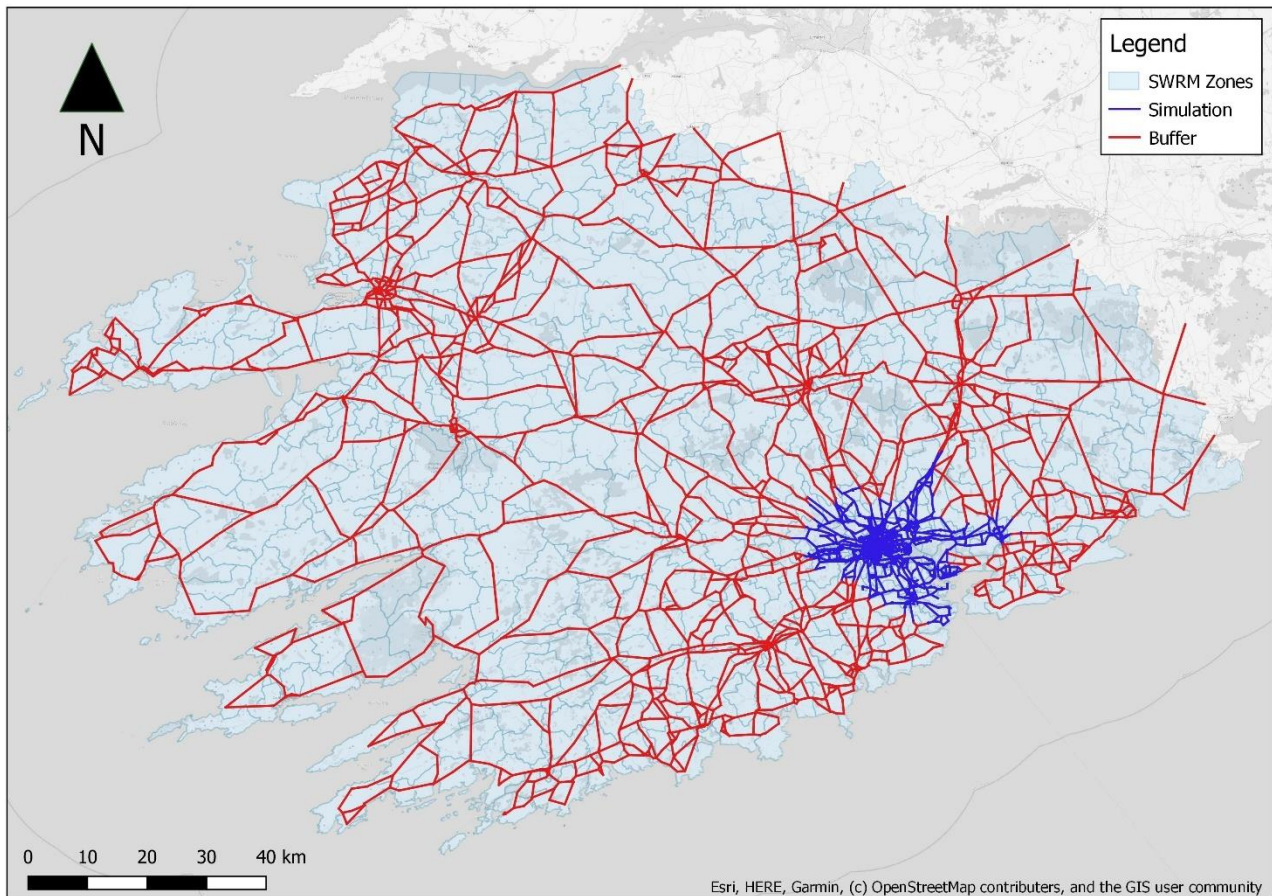 N
Legend
SWRM Zones
Simulation
Buffer
0 10 20 30 40 km
Esri, HERE, Garmin, (c) OpenStreetMap contributers, and the GIS user community